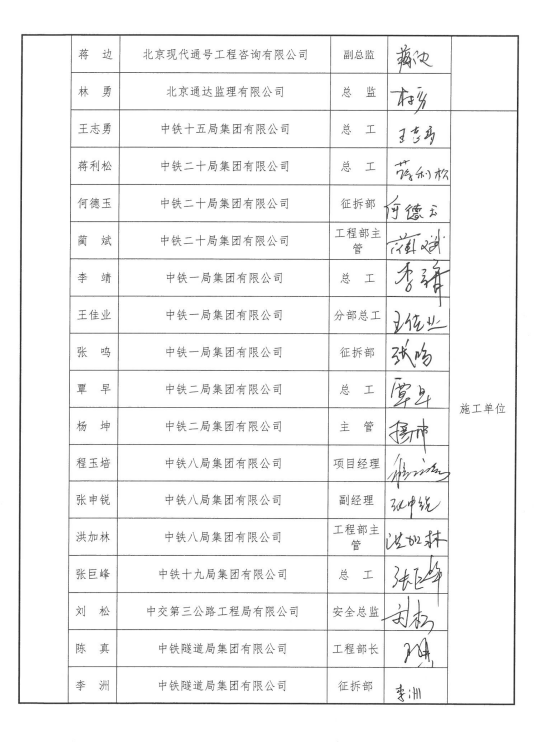 蒋 边 北京现代通号工程咨询有限公司 副总监 蒋边
林 勇 北京通达监理有限公司 总 监 林勇
王志勇 中铁十五局集团有限公司 总 工 王志勇
蒋利松 中铁二十局集团有限公司 总 工 蒋利松
何德玉 中铁二十局集团有限公司 征拆部 何德玉
蔺 斌 中铁二十局集团有限公司 工程部主管 蔺斌
李 靖 中铁一局集团有限公司 总 工 李靖
王佳业 中铁一局集团有限公司 分部总工 王佳业
张 鸣 中铁一局集团有限公司 征拆部 张鸣
覃 早 中铁二局集团有限公司 总 工 覃早
施工单位
杨 坤 中铁二局集团有限公司 主 管 杨坤
程玉培 中铁八局集团有限公司 项目经理
张申锐 中铁八局集团有限公司 副经理 张申锐
洪加林 中铁八局集团有限公司 工程部主管 洪加林
张巨峰 中铁十九局集团有限公司 总 工 张巨峰
刘 松 中交第三公路工程局有限公司 安全总监 刘松
陈 真 中铁隧道局集团有限公司 工程部长
李 洲 中铁隧道局集团有限公司 征拆部 李洲